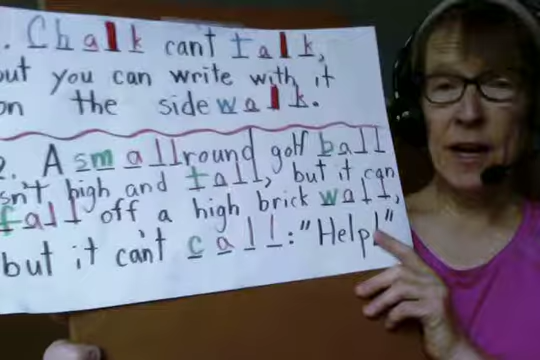 . Chalk can't talk,
but you can write with it
on the sidewalk.
2. A small round golf ball
isn't high and tall, but it can
fall off a high brick wall,
but it can't call: "Help!"